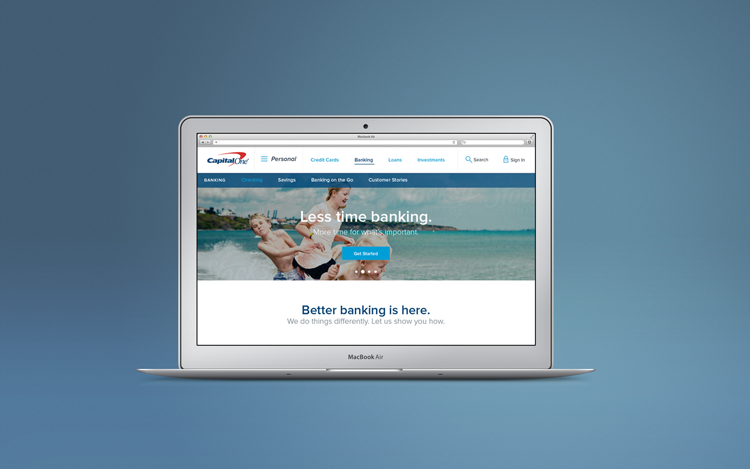 Macbook Air
Capital One
Personal
Credit Cards
Banking
Loans
Investments
Search
Sign In
BANKING
Checking
Savings
Banking on the Go
Customer Stories
Less time banking.
More time for what's important.
Get Started
Better banking is here.
We do things differently. Let us show you how.
MacBook Air